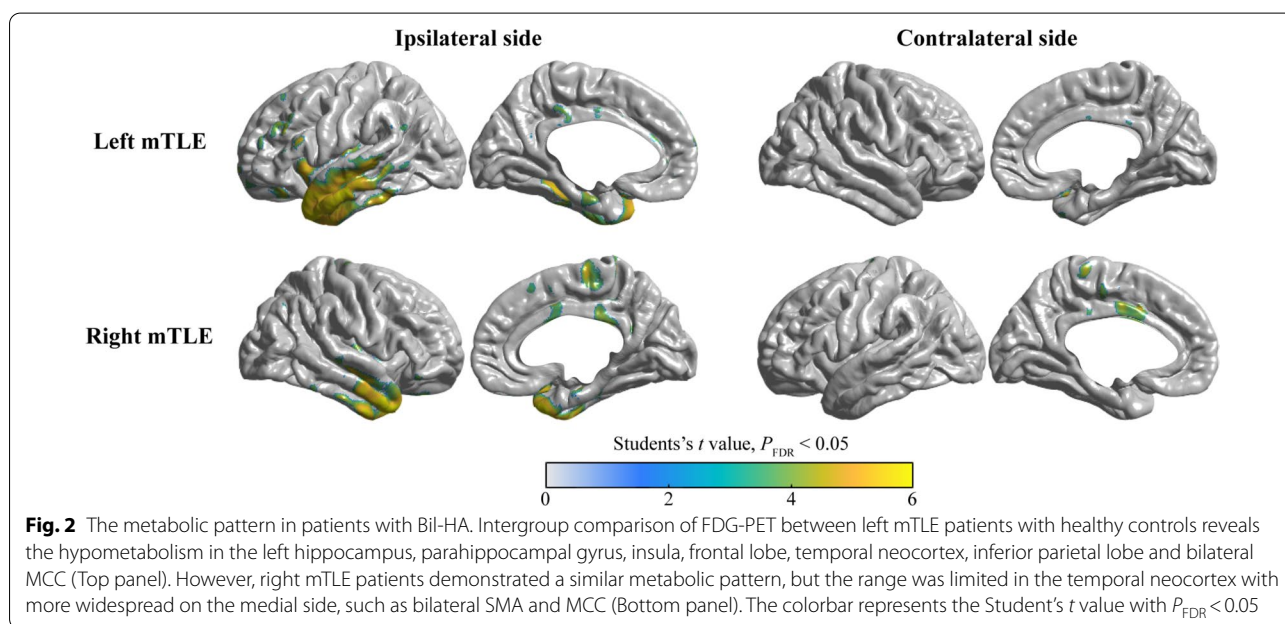 Ipsilateral side Contralateral side
Left mTLE
Right mTLE
Students's t value, P_FDR < 0.05
0 2 4 6
Fig. 2 The metabolic pattern in patients with Bil-HA. Intergroup comparison of FDG-PET between left mTLE patients with healthy controls reveals
the hypometabolism in the left hippocampus, parahippocampal gyrus, insula, frontal lobe, temporal neocortex, inferior parietal lobe and bilateral
MCC (Top panel). However, right mTLE patients demonstrated a similar metabolic pattern, but the range was limited in the temporal neocortex with
more widespread on the medial side, such as bilateral SMA and MCC (Bottom panel). The colorbar represents the Student's t value with P_FDR < 0.05